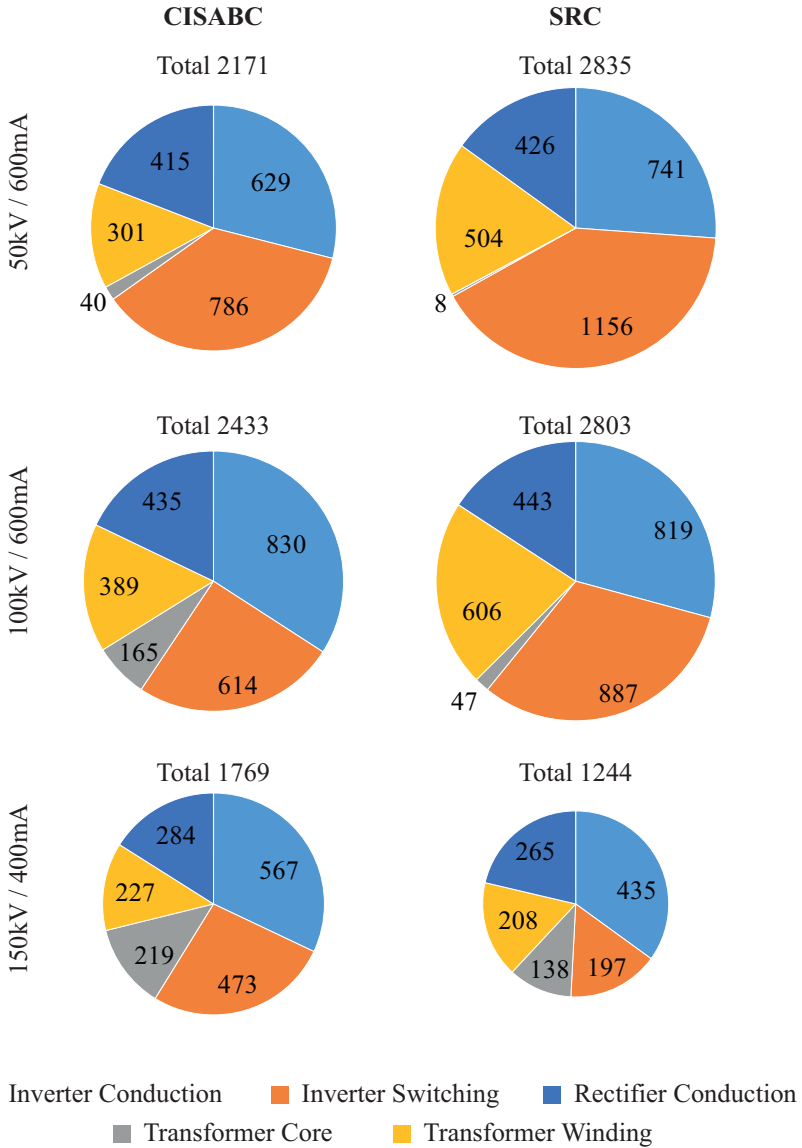 CISABC
SRC
Total 2171
Total 2835
50kV / 600mA
415
629
301
40
786
426
741
504
8
1156
Total 2433
Total 2803
100kV / 600mA
435
830
389
165
614
443
819
606
47
887
Total 1769
Total 1244
150kV / 400mA
284
567
227
219
473
265
435
208
138
197
Inverter Conduction
Inverter Switching
Rectifier Conduction
Transformer Core
Transformer Winding